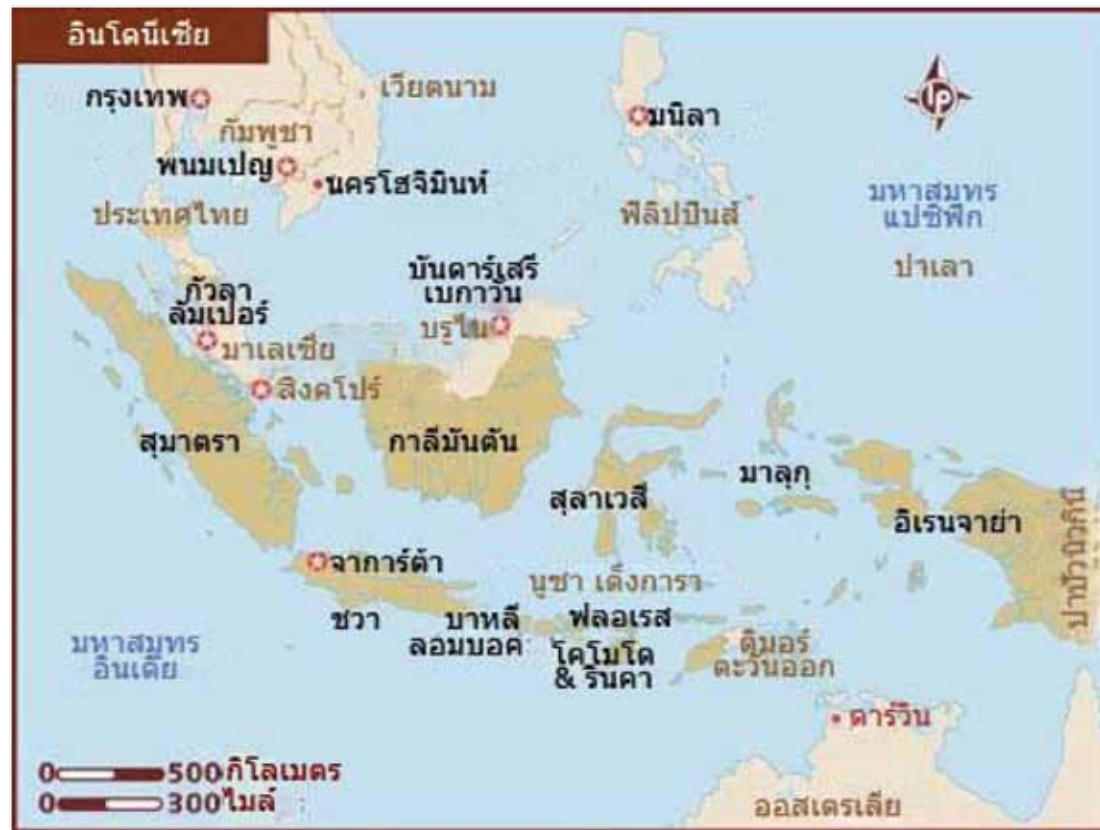 อินโดนีเซีย
เวียดนาม
กรุงเทพ
มนิลา
กัมพูชา
พนมเปญ
นครโฮจิมินห์
มหาสมุทร
แปซิฟิก
ประเทศไทย
ฟิลิปปินส์
ปาเลา
บันดาร์เสรี
เบกาวัน
กัวลา
ลัมเปอร์
บรูไน
มาเลเซีย
สิงคโปร์
สุมาตรา
กาลีมันตัน
มาลุกุ
สุลาเวสี
อิเรนจาย่า
ปาปัวนิวกินี
จาการ์ต้า
นูซา เต็งการา
ชวา
บาหลี
ลอมบอค
ฟลอเรส
โคโมโด
& รินคา
ติมอร์
ตะวันออก
มหาสมุทร
อินเดีย
ดาร์วิน
0 500 กิโลเมตร
0 300 ไมล์
ออสเตรเลีย